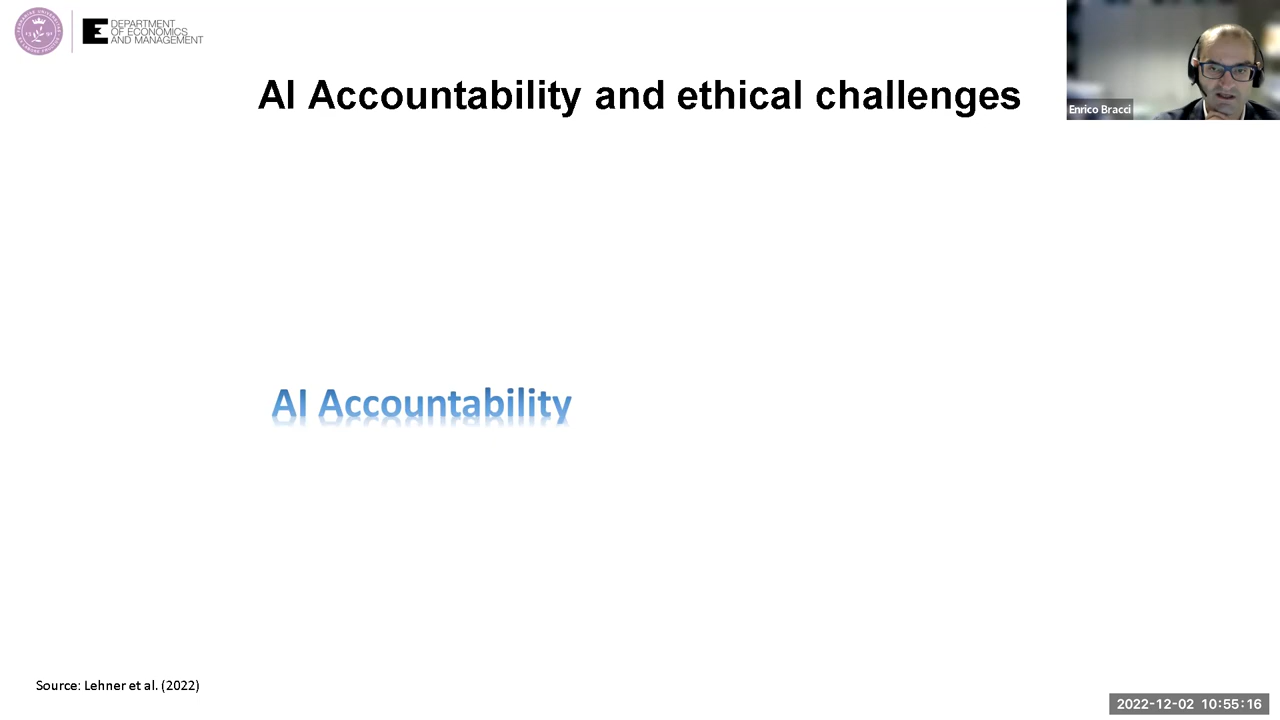 DEPARTMENT
OF ECONOMICS
AND MANAGEMENT
AI Accountability and ethical challenges
Enrico Bracci
AI Accountability
Source: Lehner et al. (2022)
2022-12-02 10:55:16